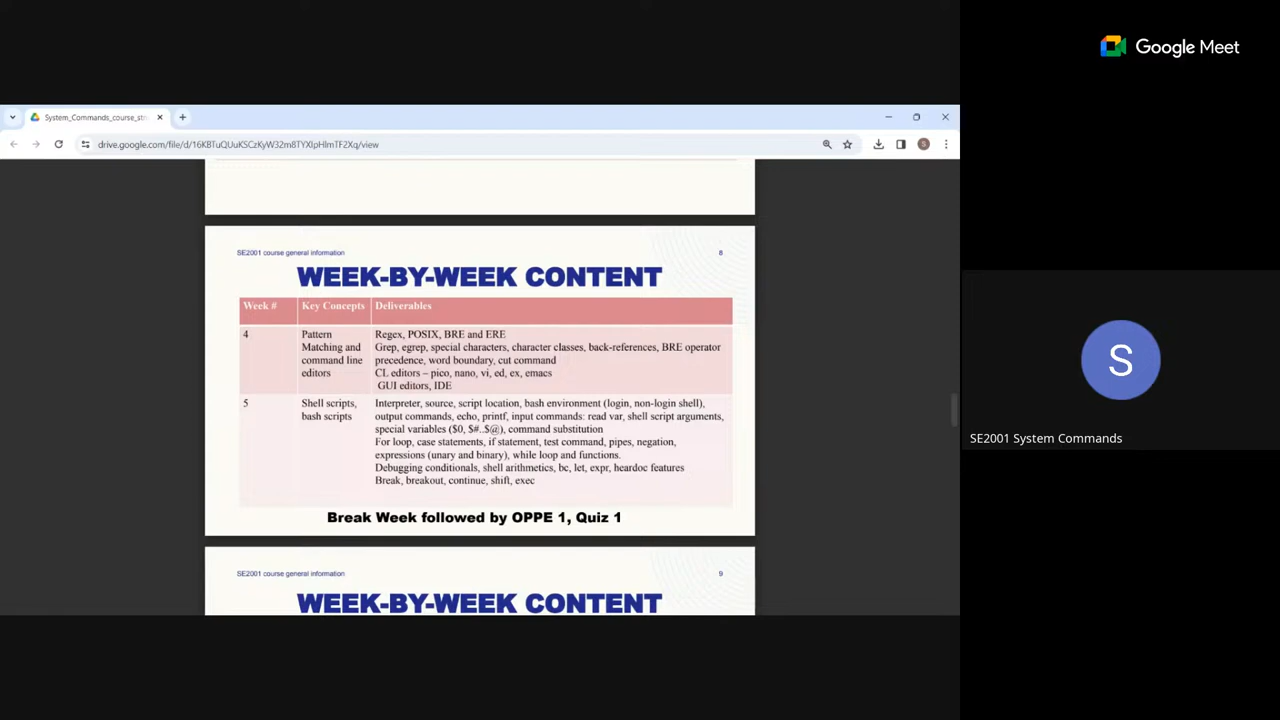 Google Meet
System_Commands_course_str
drive.google.com/file/d/16KBTuQUuKSCzKyW32m8TYXlpHlmTF2Xq/view
S
SE2001 course general information
8
WEEK-BY-WEEK CONTENT
Week # Key Concepts Deliverables
4 Pattern Regex, POSIX, BRE and ERE
Matching and Grep, egrep, special characters, character classes, back-references, BRE operator
command line precedence, word boundary, cut command
editors CL editors – pico, nano, vi, ed, ex, emacs
GUI editors, IDE
5 Shell scripts, Interpreter, source, script location, bash environment (login, non-login shell),
bash scripts output commands, echo, printf, input commands: read var, shell script arguments,
special variables ($0, $#..$@), command substitution
For loop, case statements, if statement, test command, pipes, negation,
expressions (unary and binary), while loop and functions.
Debugging conditionals, shell arithmetics, bc, let, expr, heardoc features
Break, breakout, continue, shift, exec
Break Week followed by OPPE 1, Quiz 1
SE2001 course general information
9
WEEK-BY-WEEK CONTENT
S
SE2001 System Commands